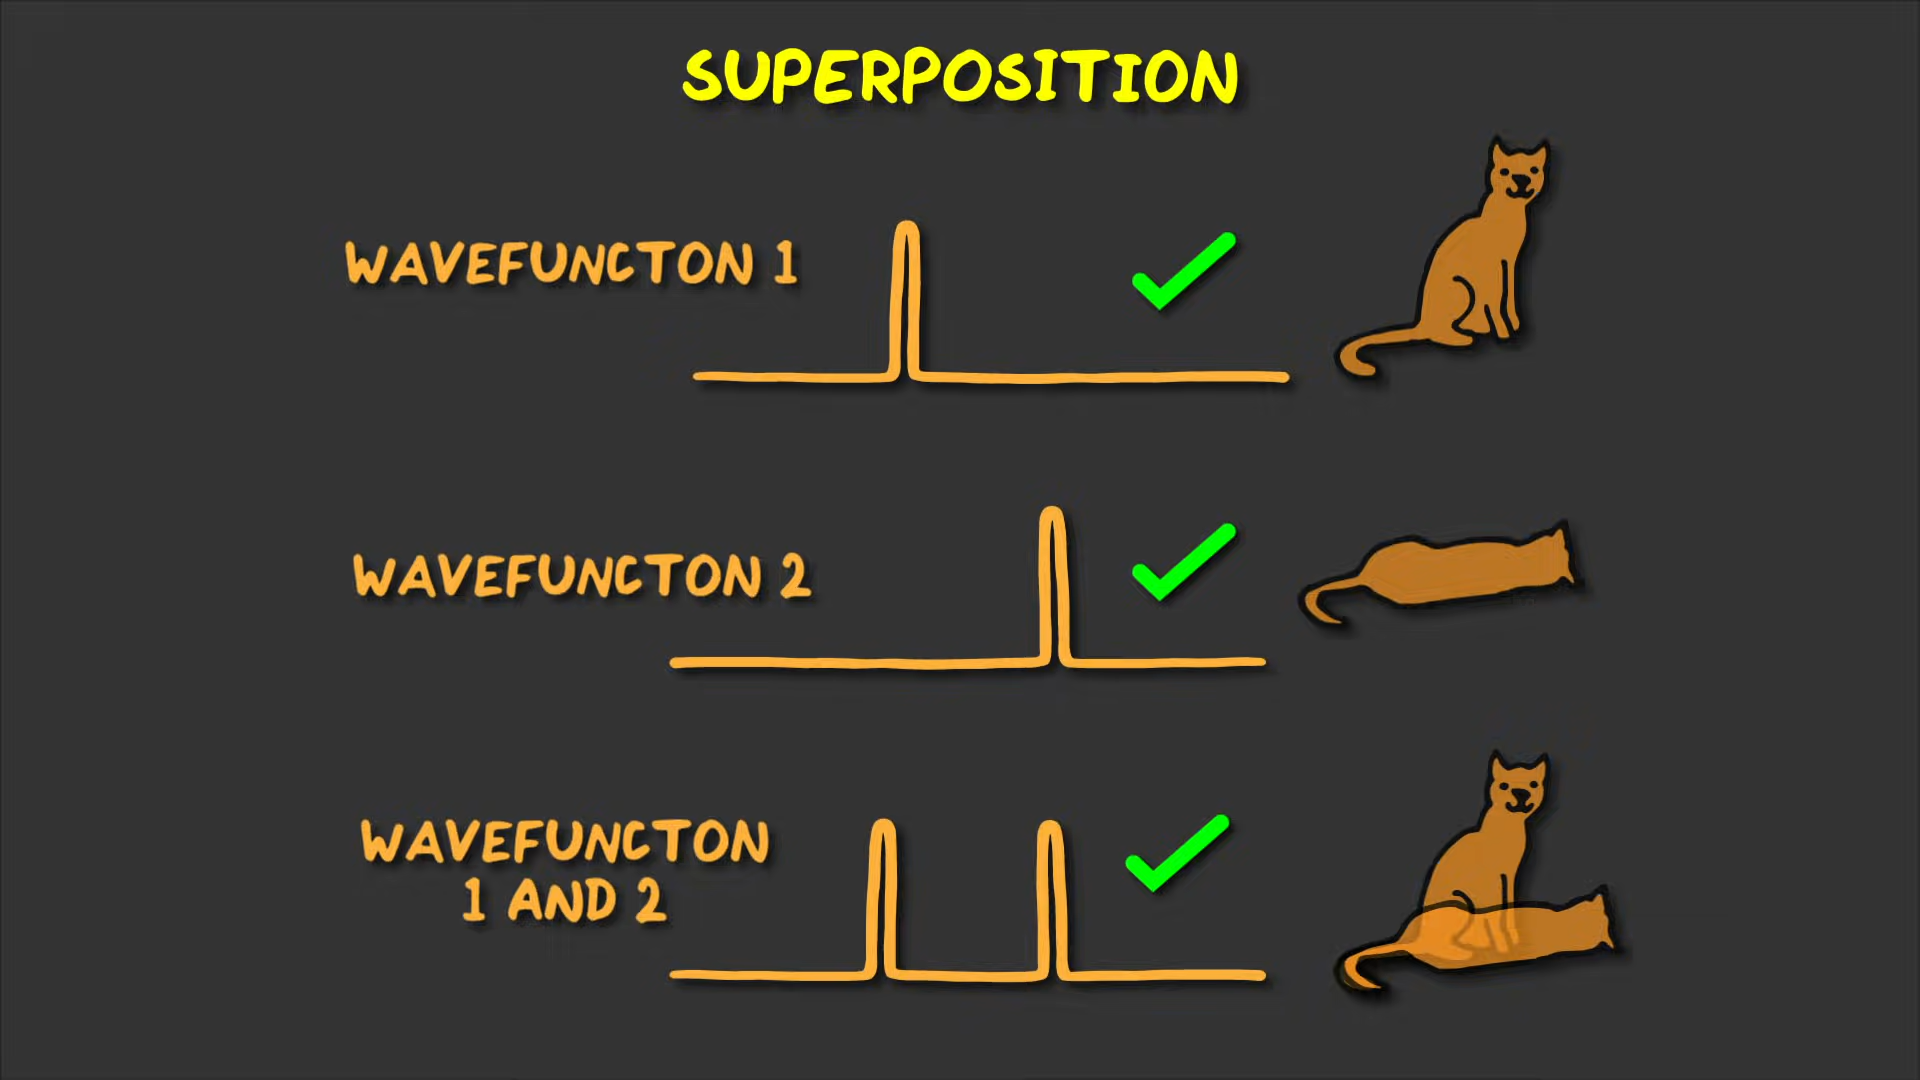 SUPERPOSITION
WAVEFUNCTON 1
WAVEFUNCTON 2
WAVEFUNCTON
1 AND 2